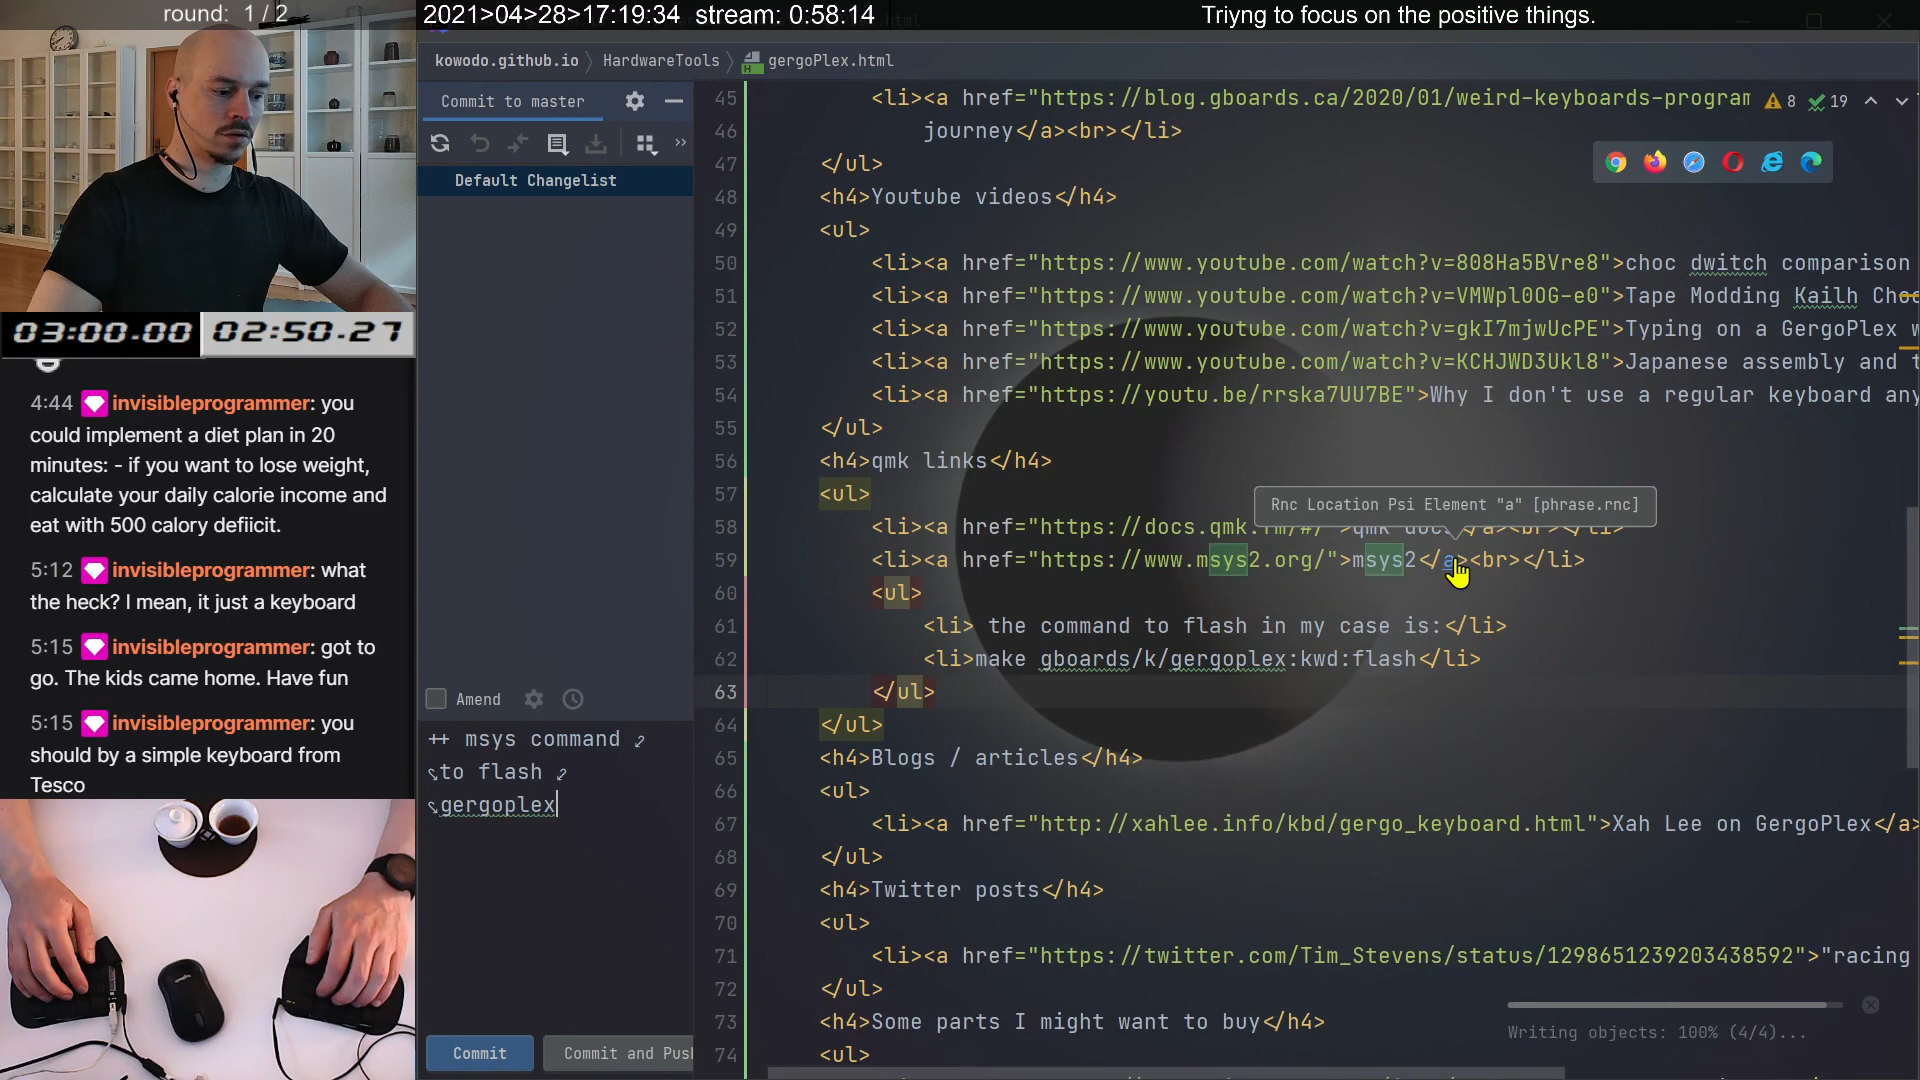 round: 1 / 2
2021>04>28>17:19:34 stream: 0:58:14
Triyng to focus on the positive things.
kowodo.github.io 〉 HardwareTools 〉 gergoPlex.html
03:00.00 02:50.27
4:44 invisibleprogrammer: you
could implement a diet plan in 20
minutes: - if you want to lose weight,
calculate your daily calorie income and
eat with 500 calory defiicit.
5:12 invisibleprogrammer: what
the heck? I mean, it just a keyboard
5:15 invisibleprogrammer: got to
go. The kids came home. Have fun
5:15 invisibleprogrammer: you
should by a simple keyboard from
Tesco
Commit to master
Default Changelist
Amend
++ msys command
to flash
gergoplex
Commit
Commit and Pus
8 19
45 <li><a href="https://blog.gboards.ca/2020/01/weird-keyboards-program
46 journey</a><br></li>
47 </ul>
48 <h4>Youtube videos</h4>
49 <ul>
50 <li><a href="https://www.youtube.com/watch?v=808Ha5BVre8">choc dwitch comparison
51 <li><a href="https://www.youtube.com/watch?v=VMWpl0OG-e0">Tape Modding Kailh Choc
52 <li><a href="https://www.youtube.com/watch?v=gkI7mjwUcPE">Typing on a GergoPlex w
53 <li><a href="https://www.youtube.com/watch?v=KCHJWD3Ukl8">Japanese assembly and t
54 <li><a href="https://youtu.be/rrska7UU7BE">Why I don't use a regular keyboard any
55 </ul>
56 <h4>qmk links</h4>
57 <ul>
Rnc Location Psi Element "a" [phrase.rnc]
58 <li><a href="https://docs.qmk.fm/#/">qmk docs</a><br></li>
59 <li><a href="https://www.msys2.org/">msys2</a><br></li>
60 <ul>
61 <li> the command to flash in my case is:</li>
62 <li>make gboards/k/gergoplex:kwd:flash</li>
63 </ul>
64 </ul>
65 <h4>Blogs / articles</h4>
66 <ul>
67 <li><a href="http://xahlee.info/kbd/gergo_keyboard.html">Xah Lee on GergoPlex</a>
68 </ul>
69 <h4>Twitter posts</h4>
70 <ul>
71 <li><a href="https://twitter.com/Tim_Stevens/status/1298651239203438592">"racing
72 </ul>
73 <h4>Some parts I might want to buy</h4>
74 <ul>
Writing objects: 100% (4/4)...